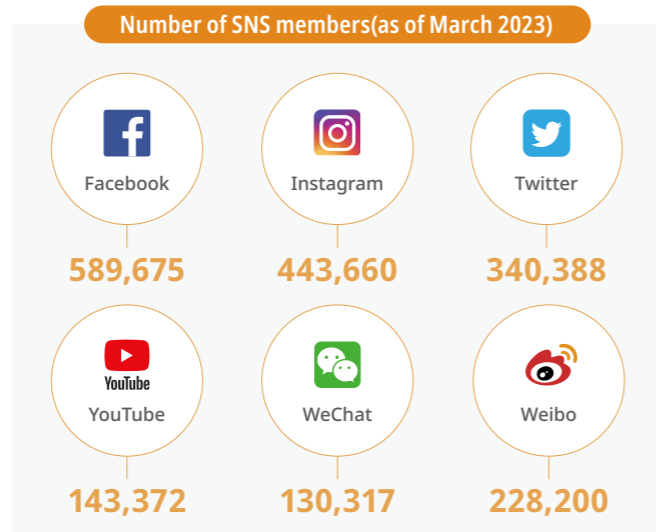 Number of SNS members(as of March 2023)
Facebook Instagram Twitter
589,675 443,660 340,388
YouTube
YouTube WeChat Weibo
143,372 130,317 228,200